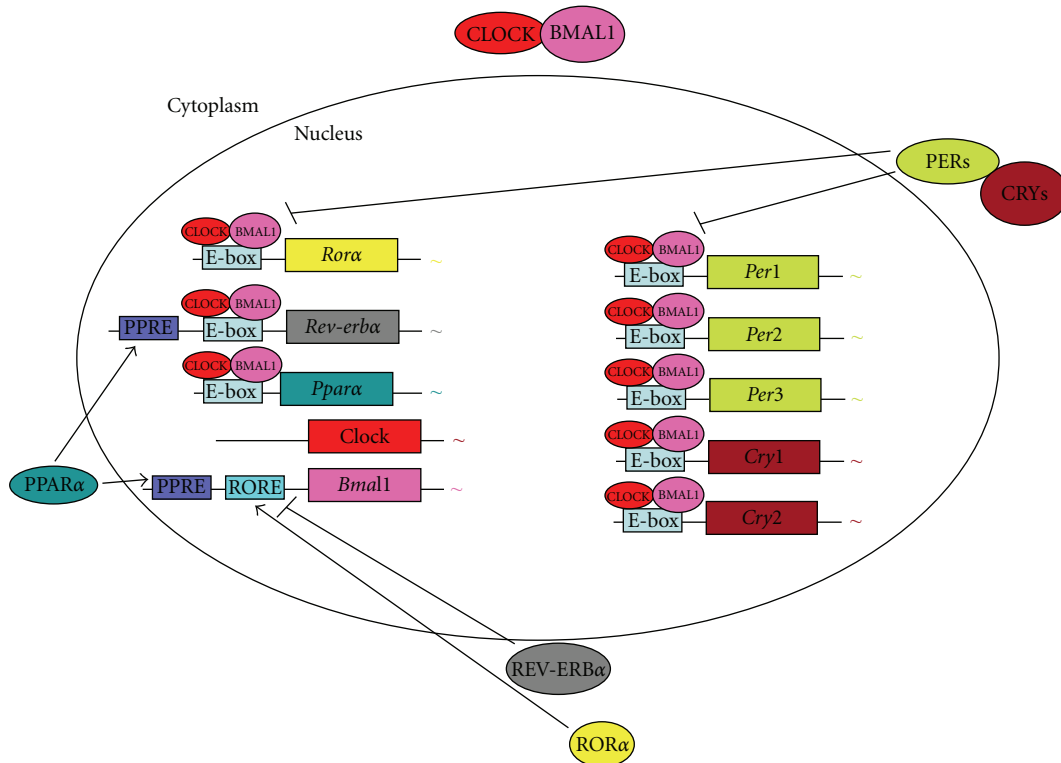 CLOCK BMAL1
Cytoplasm
Nucleus
PERs
CRYs
CLOCK BMAL1
E-box Rorα ~
CLOCK BMAL1
PPRE E-box Rev-erbα ~
CLOCK BMAL1
E-box Pparα ~
Clock ~
PPARα
PPRE RORE Bmal1 ~
CLOCK BMAL1
E-box Per1 ~
CLOCK BMAL1
E-box Per2 ~
CLOCK BMAL1
E-box Per3 ~
CLOCK BMAL1
E-box Cry1 ~
CLOCK BMAL1
E-box Cry2 ~
REV-ERBα
RORα